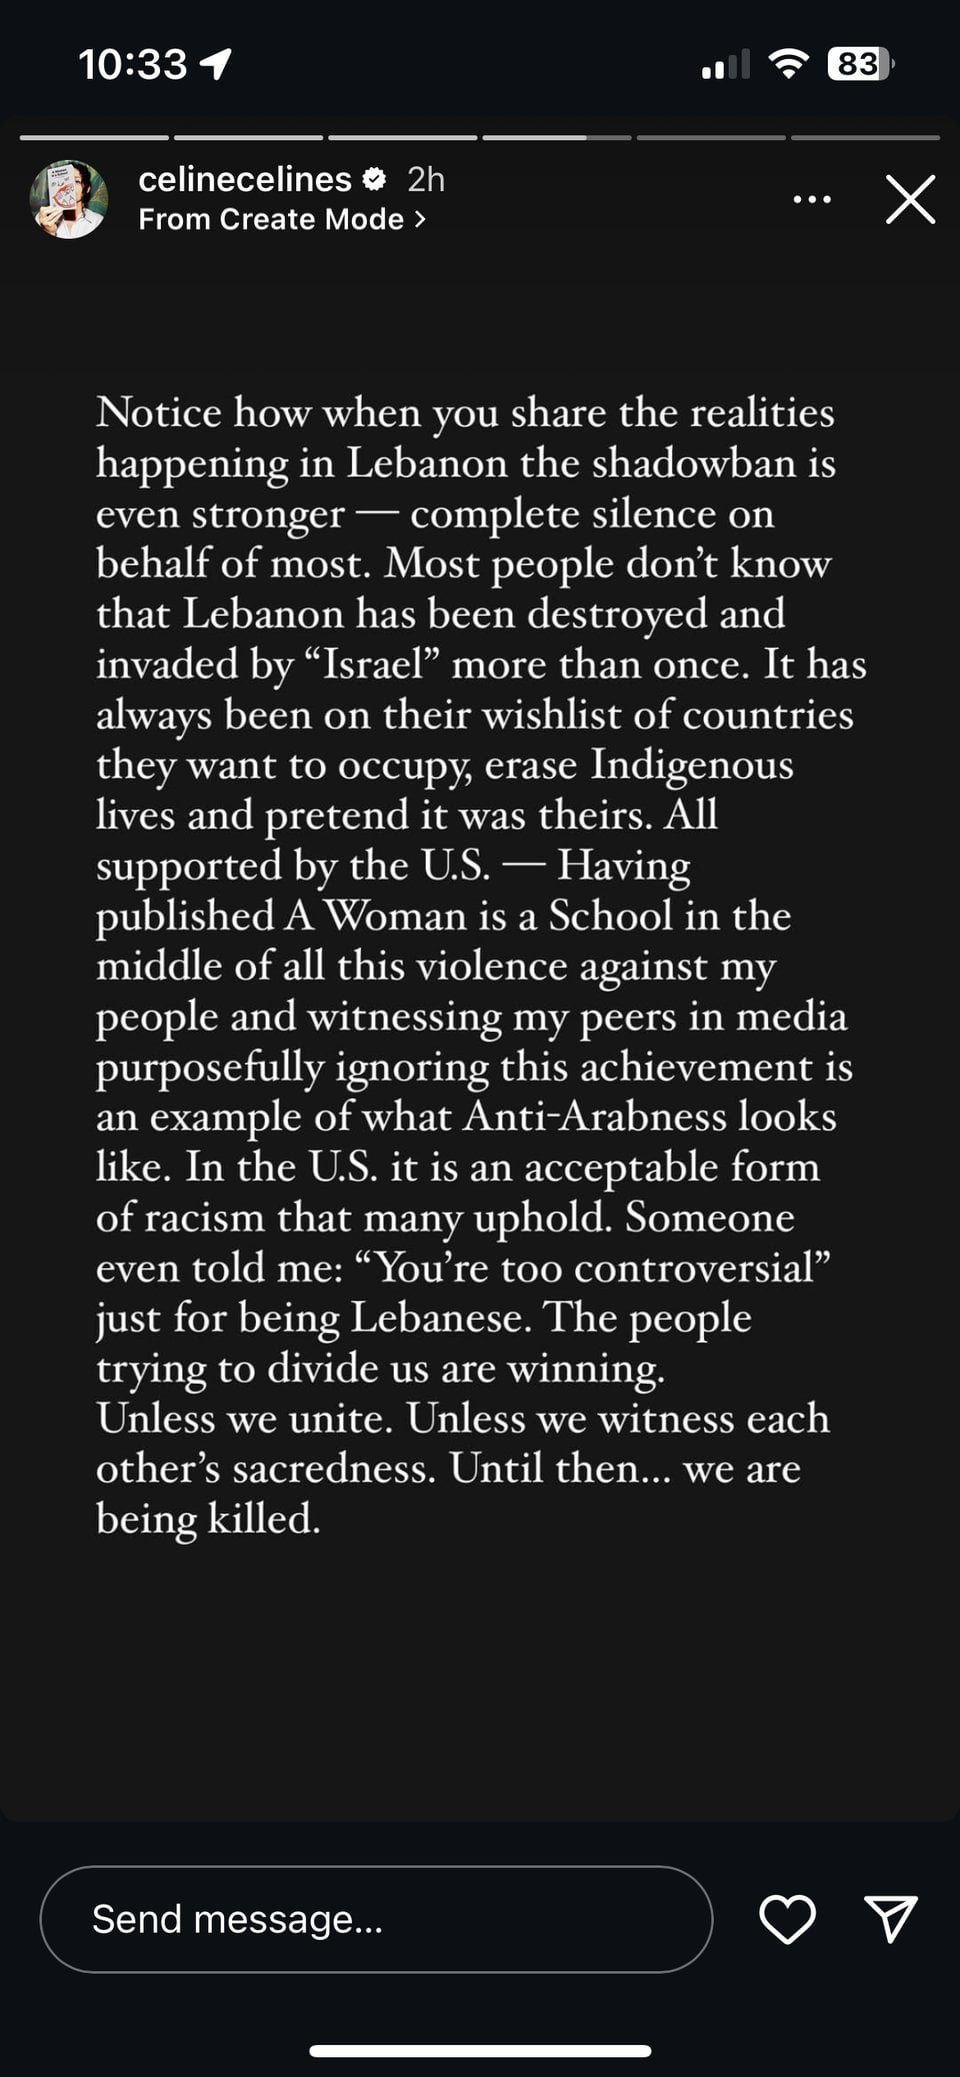 10:33
83
celinecelines 2h
From Create Mode >
Notice how when you share the realities
happening in Lebanon the shadowban is
even stronger — complete silence on
behalf of most. Most people don’t know
that Lebanon has been destroyed and
invaded by “Israel” more than once. It has
always been on their wishlist of countries
they want to occupy, erase Indigenous
lives and pretend it was theirs. All
supported by the U.S. — Having
published A Woman is a School in the
middle of all this violence against my
people and witnessing my peers in media
purposefully ignoring this achievement is
an example of what Anti-Arabness looks
like. In the U.S. it is an acceptable form
of racism that many uphold. Someone
even told me: “You’re too controversial”
just for being Lebanese. The people
trying to divide us are winning.
Unless we unite. Unless we witness each
other’s sacredness. Until then... we are
being killed.
Send message...